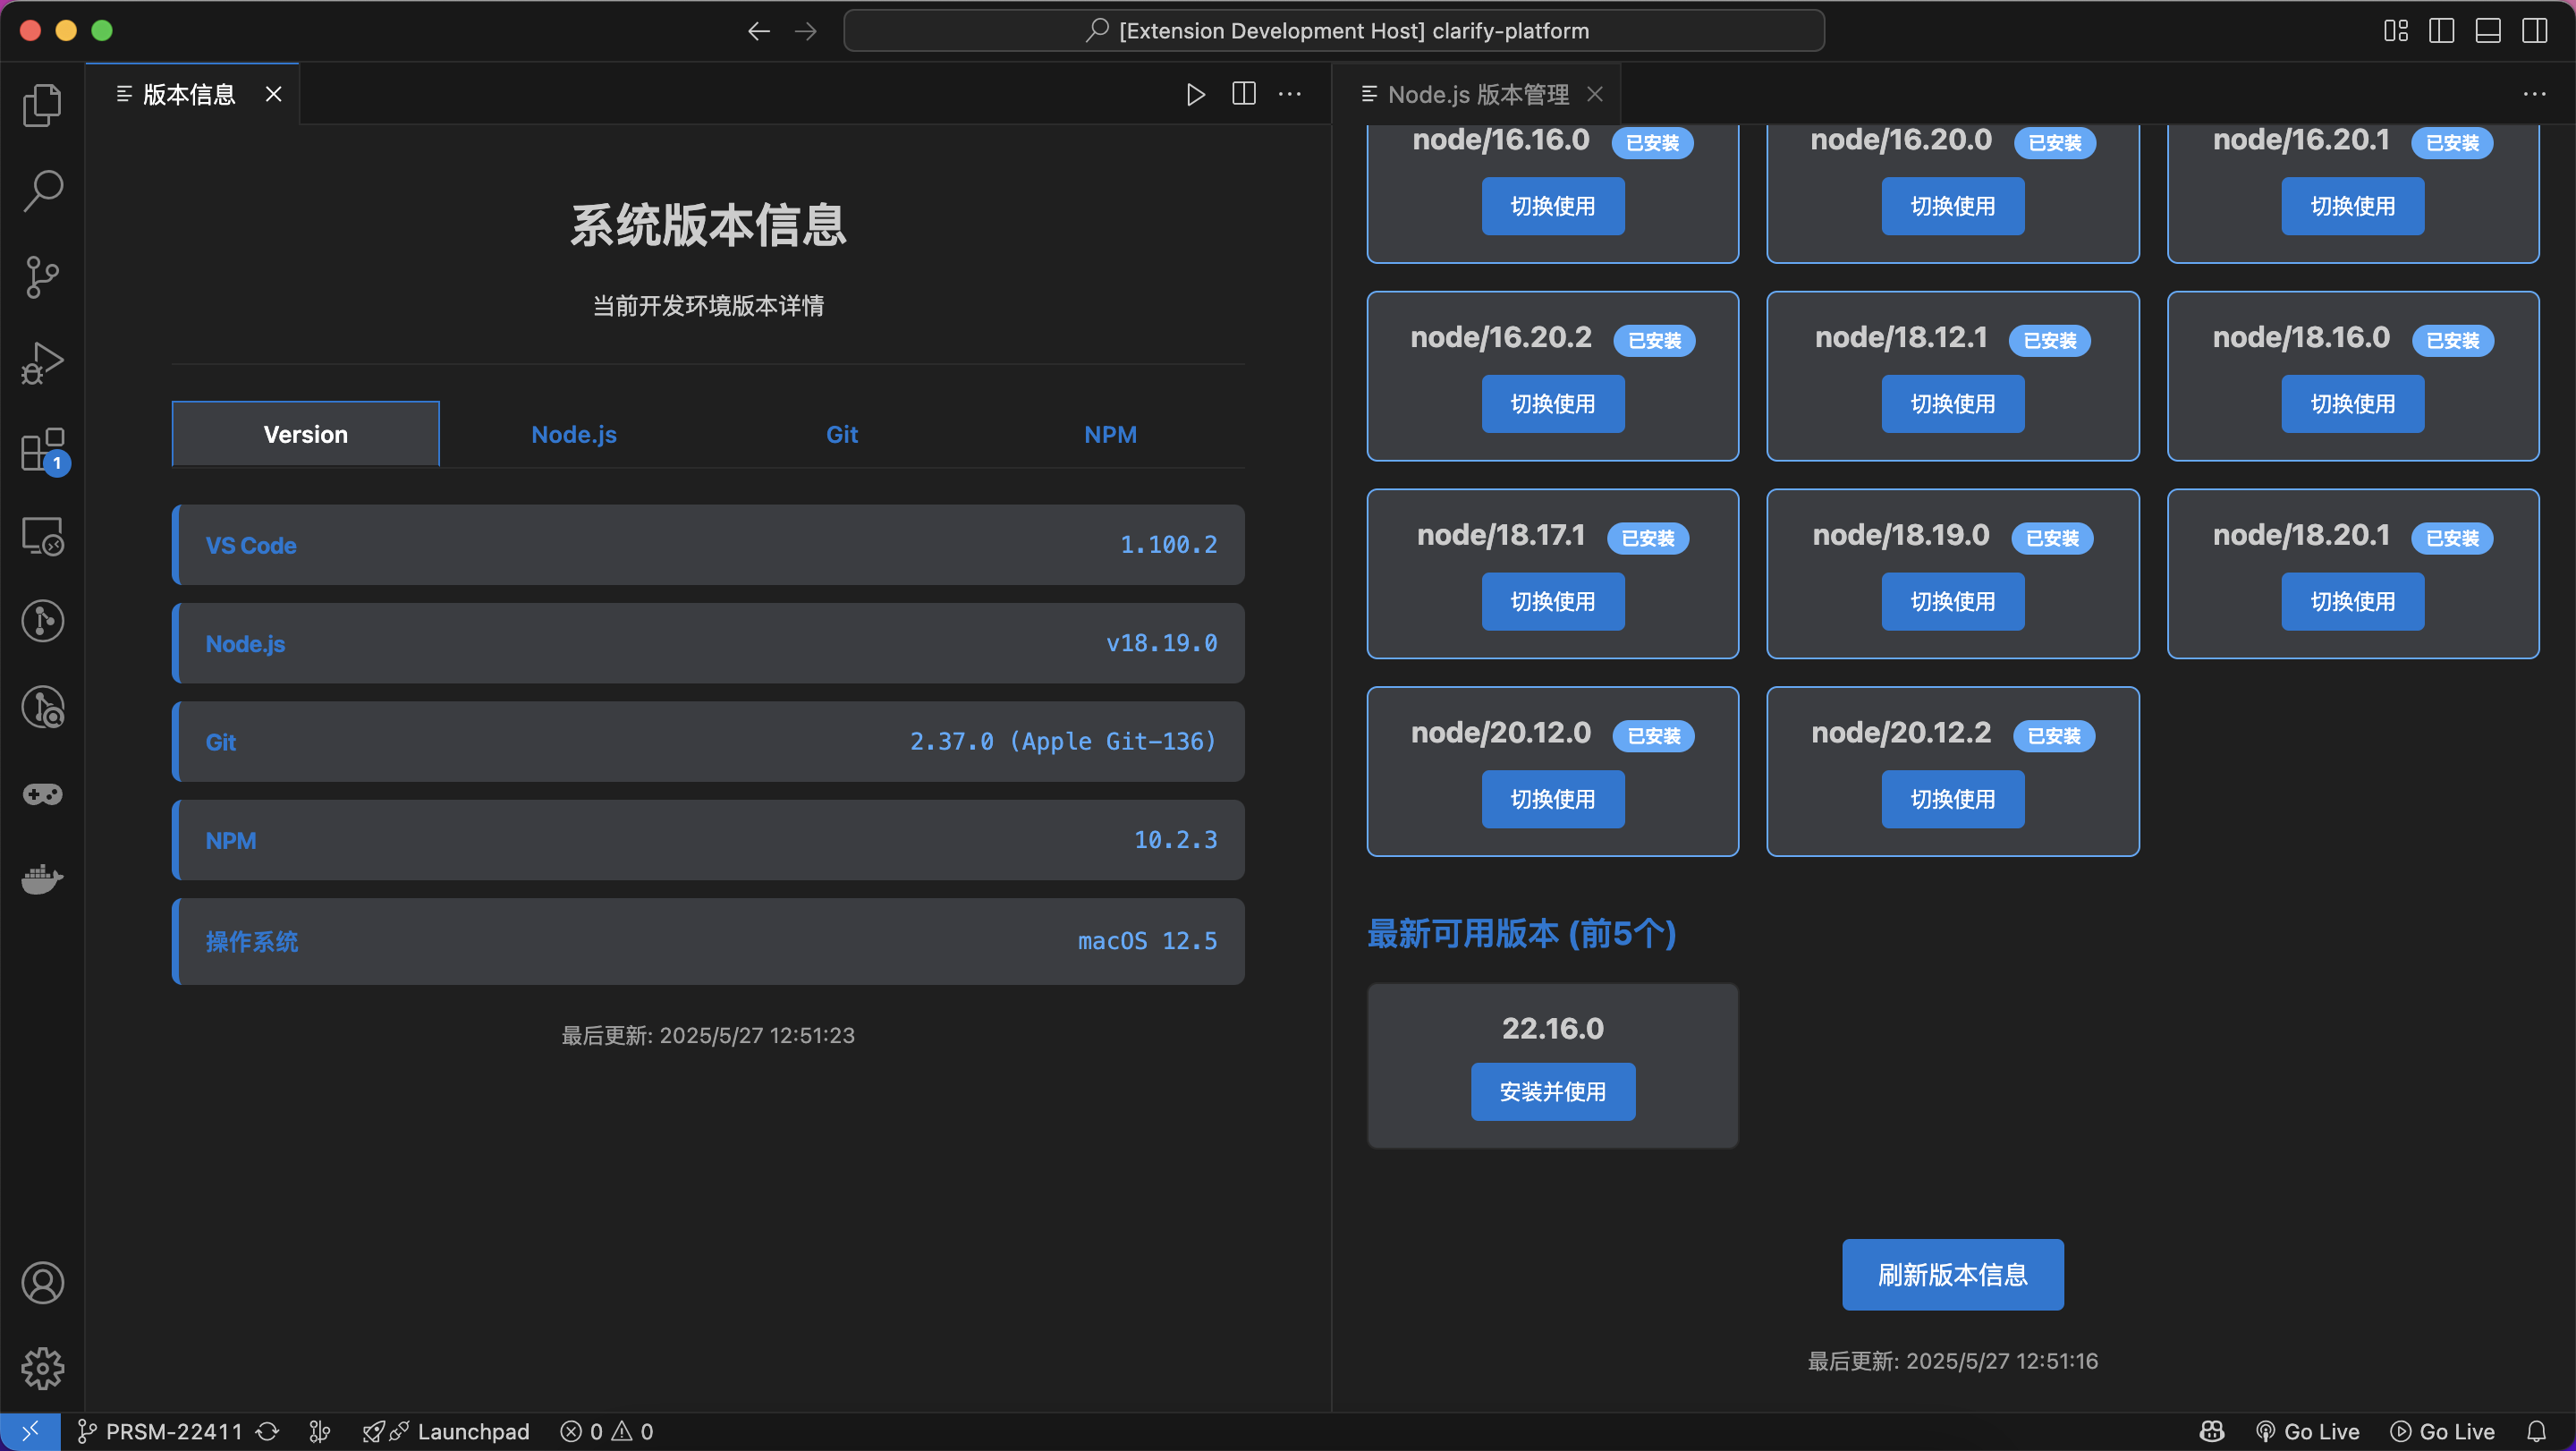 [Extension Development Host] clarify-platform
版本信息
系统版本信息
当前开发环境版本详情
Version Node.js Git NPM
VS Code 1.100.2
Node.js v18.19.0
Git 2.37.0 (Apple Git-136)
NPM 10.2.3
操作系统 macOS 12.5
最后更新: 2025/5/27 12:51:23
Node.js 版本管理
node/16.16.0 已安装 node/16.20.0 已安装 node/16.20.1 已安装
切换使用 切换使用 切换使用
node/16.20.2 已安装 node/18.12.1 已安装 node/18.16.0 已安装
切换使用 切换使用 切换使用
node/18.17.1 已安装 node/18.19.0 已安装 node/18.20.1 已安装
切换使用 切换使用 切换使用
node/20.12.0 已安装 node/20.12.2 已安装
切换使用 切换使用
最新可用版本 (前5个)
22.16.0
安装并使用
刷新版本信息
最后更新: 2025/5/27 12:51:16
1
PRSM-22411 Launchpad 0 0 Go Live Go Live